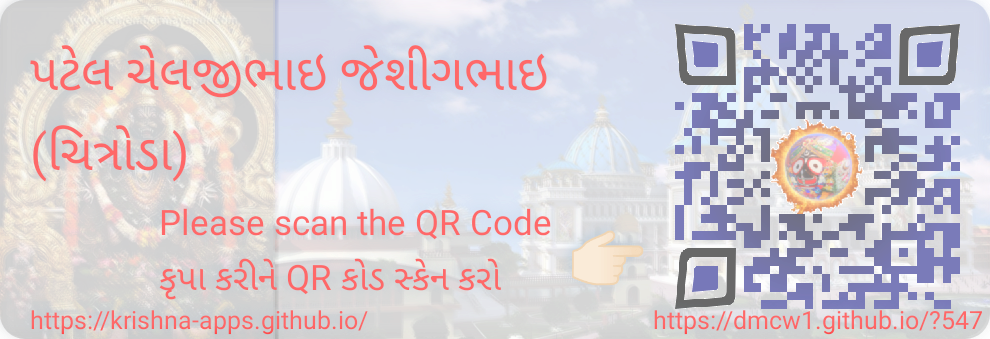 પટેલ ચેલજીભાઇ જેશીગભાઇ
(ચિત્રોડા)
Please scan the QR Code
કૃપા કરીને QR કોડ સ્કેન કરો
https://krishna-apps.github.io/
https://dmcw1.github.io/?547